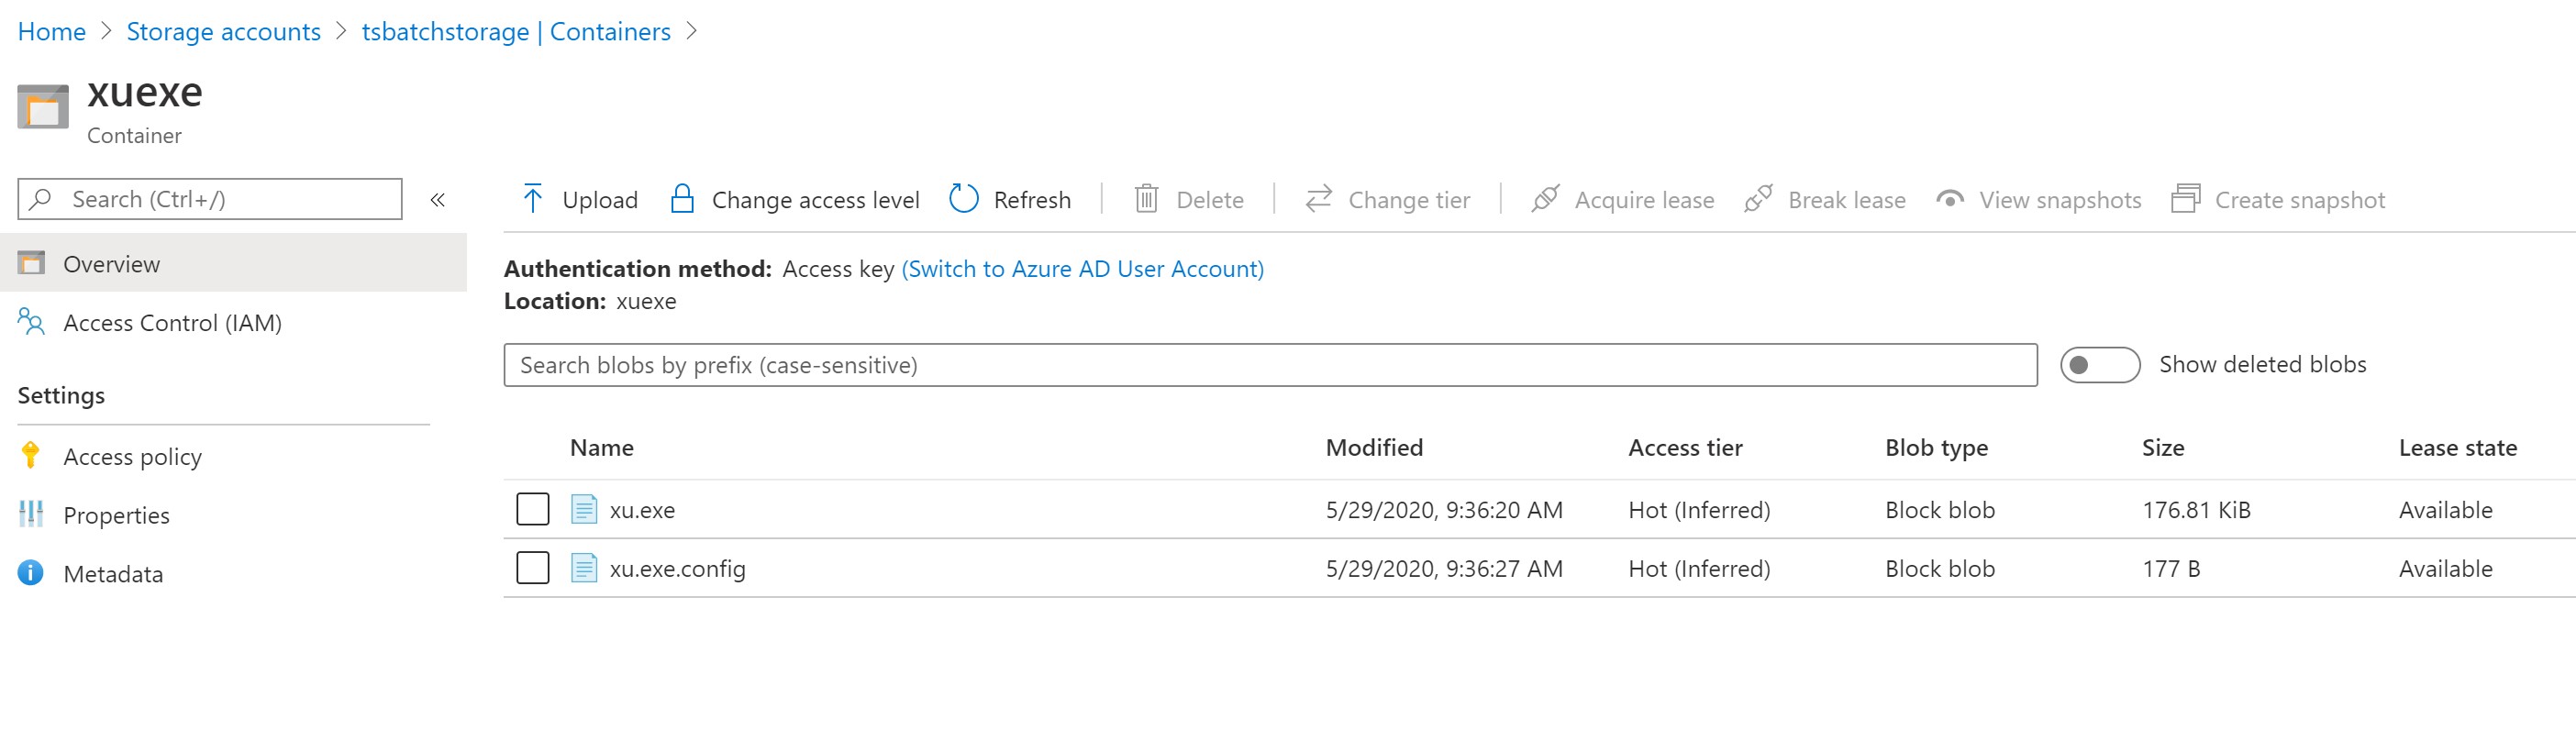 Home > Storage accounts > tsbatchstorage | Containers >
xuexe
Container
Search (Ctrl+/)
«
Upload Change access level Refresh Delete Change tier Acquire lease Break lease View snapshots Create snapshot
Overview
Access Control (IAM)
Settings
Access policy
Properties
Metadata
Authentication method: Access key (Switch to Azure AD User Account)
Location: xuexe
Search blobs by prefix (case-sensitive)
Show deleted blobs
Name Modified Access tier Blob type Size Lease state
xu.exe 5/29/2020, 9:36:20 AM Hot (Inferred) Block blob 176.81 KiB Available
xu.exe.config 5/29/2020, 9:36:27 AM Hot (Inferred) Block blob 177 B Available